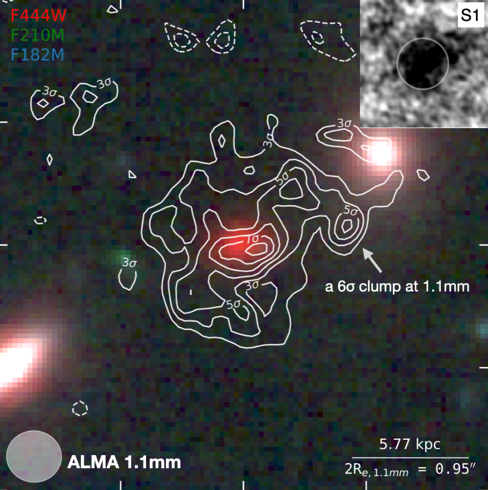 F444W
F210M
F182M
S1
3σ
3σ
3σ
3σ
5σ
5σ
7σ
3σ
3σ
5σ
a 6σ clump at 1.1mm
ALMA 1.1mm
5.77 kpc
2Re,1.1mm = 0.95″